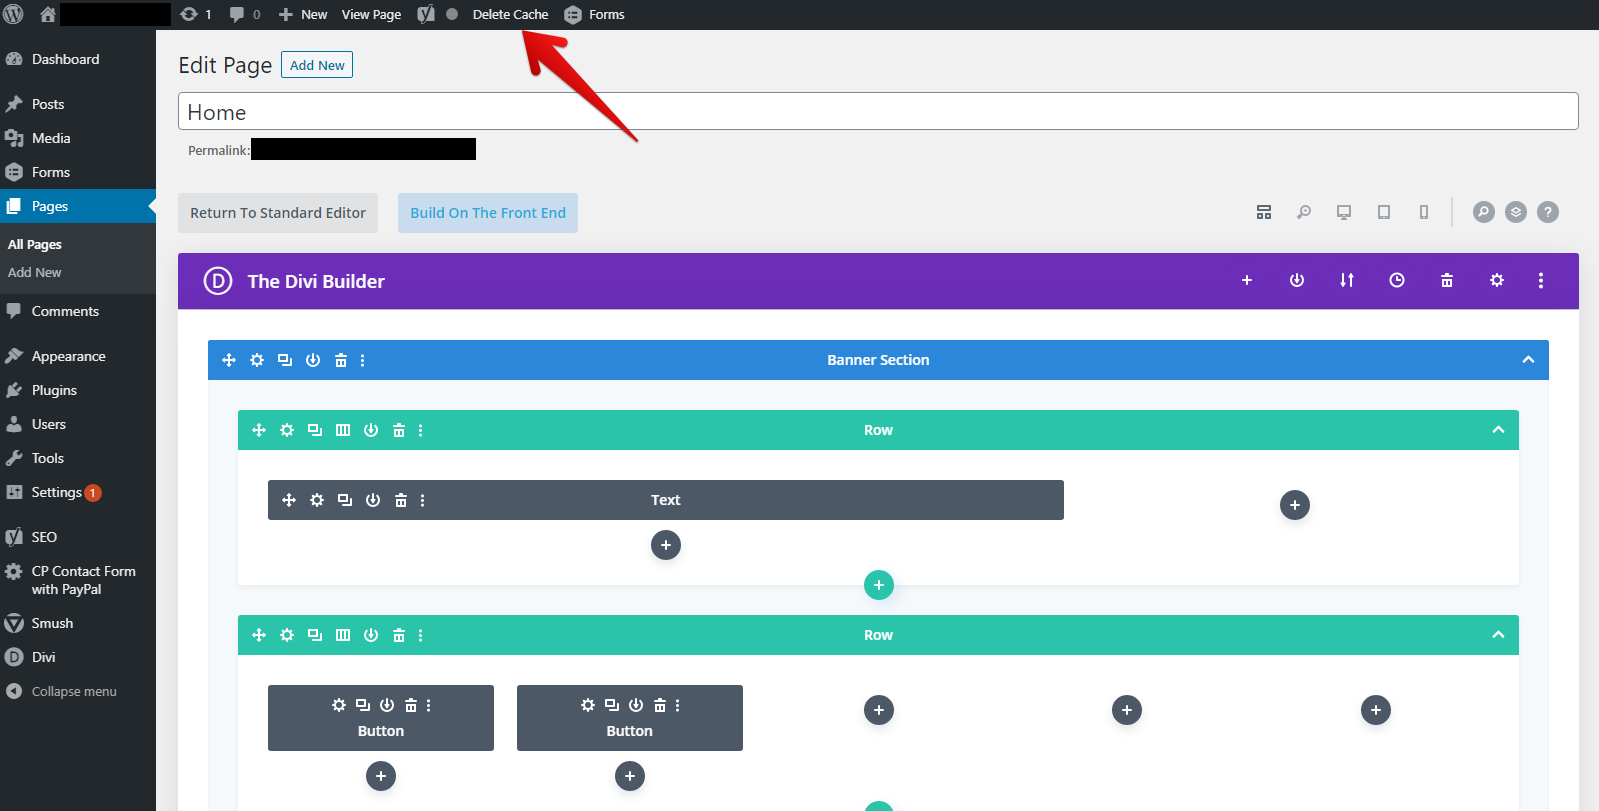 1 0 New View Page Delete Cache Forms
Dashboard
Posts
Media
Forms
Pages
All Pages
Add New
Comments
Appearance
Plugins
Users
Tools
Settings 1
SEO
CP Contact Form
with PayPal
Smush
Divi
Collapse menu
Edit Page Add New
Home
Permalink:
Return To Standard Editor Build On The Front End
?
D The Divi Builder
Banner Section
Row
Text
Row
Button Button